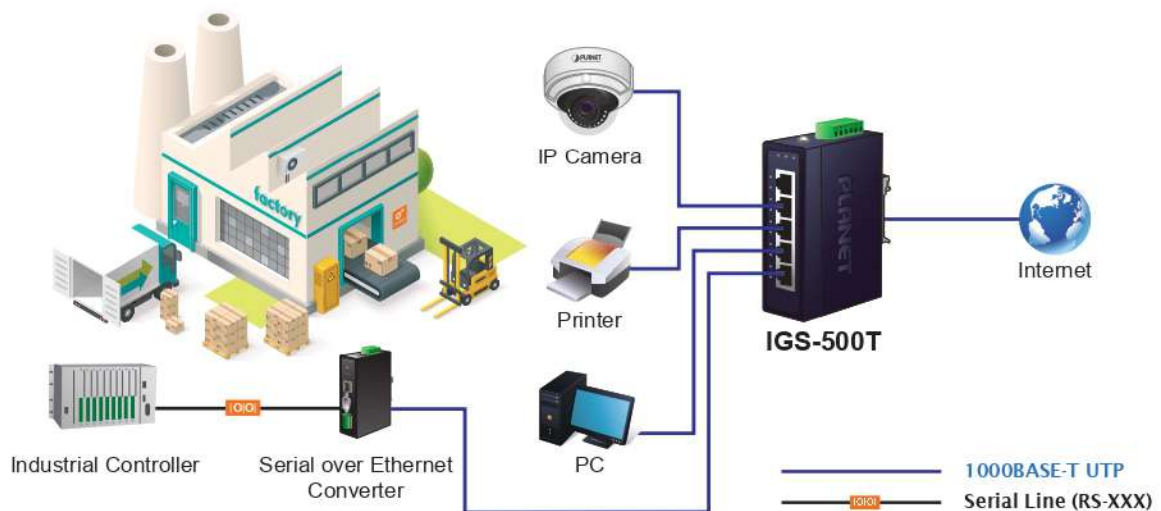 factory
PLANET
IP Camera
Printer
PC
PLANET
IGS-500T
Internet
Industrial Controller
Serial over Ethernet
Converter
1000BASE-T UTP
Serial Line (RS-XXX)